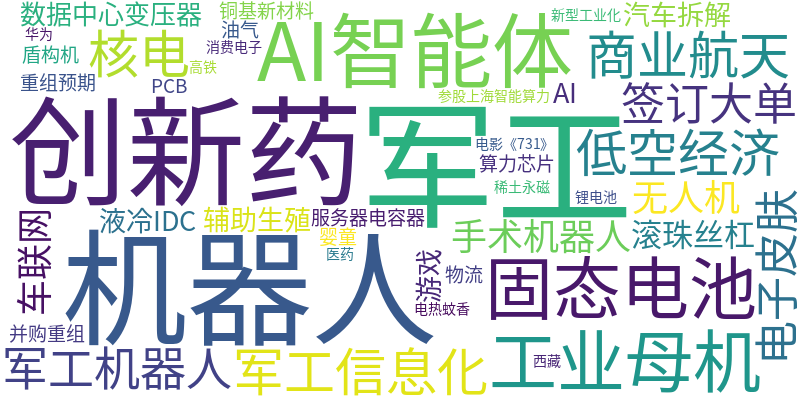 数据中心变压器
铜基新材料
新型工业化
汽车拆解
华为
油气
消费电子
AI智能体
核电
盾构机
高铁
商业航天
重组预期
PCB
参股上海智能算力
AI
签订大单
创新药
军工
电影《731》
低空经济
算力芯片
稀土永磁
锂电池
无人机
车联网
液冷IDC
辅助生殖
服务器电容器
婴童
医药
手术机器人
滚珠丝杠
电子皮肤
机器人
游戏
物流
固态电池
电热蚊香
并购重组
军工机器人
军工信息化
工业母机
西藏